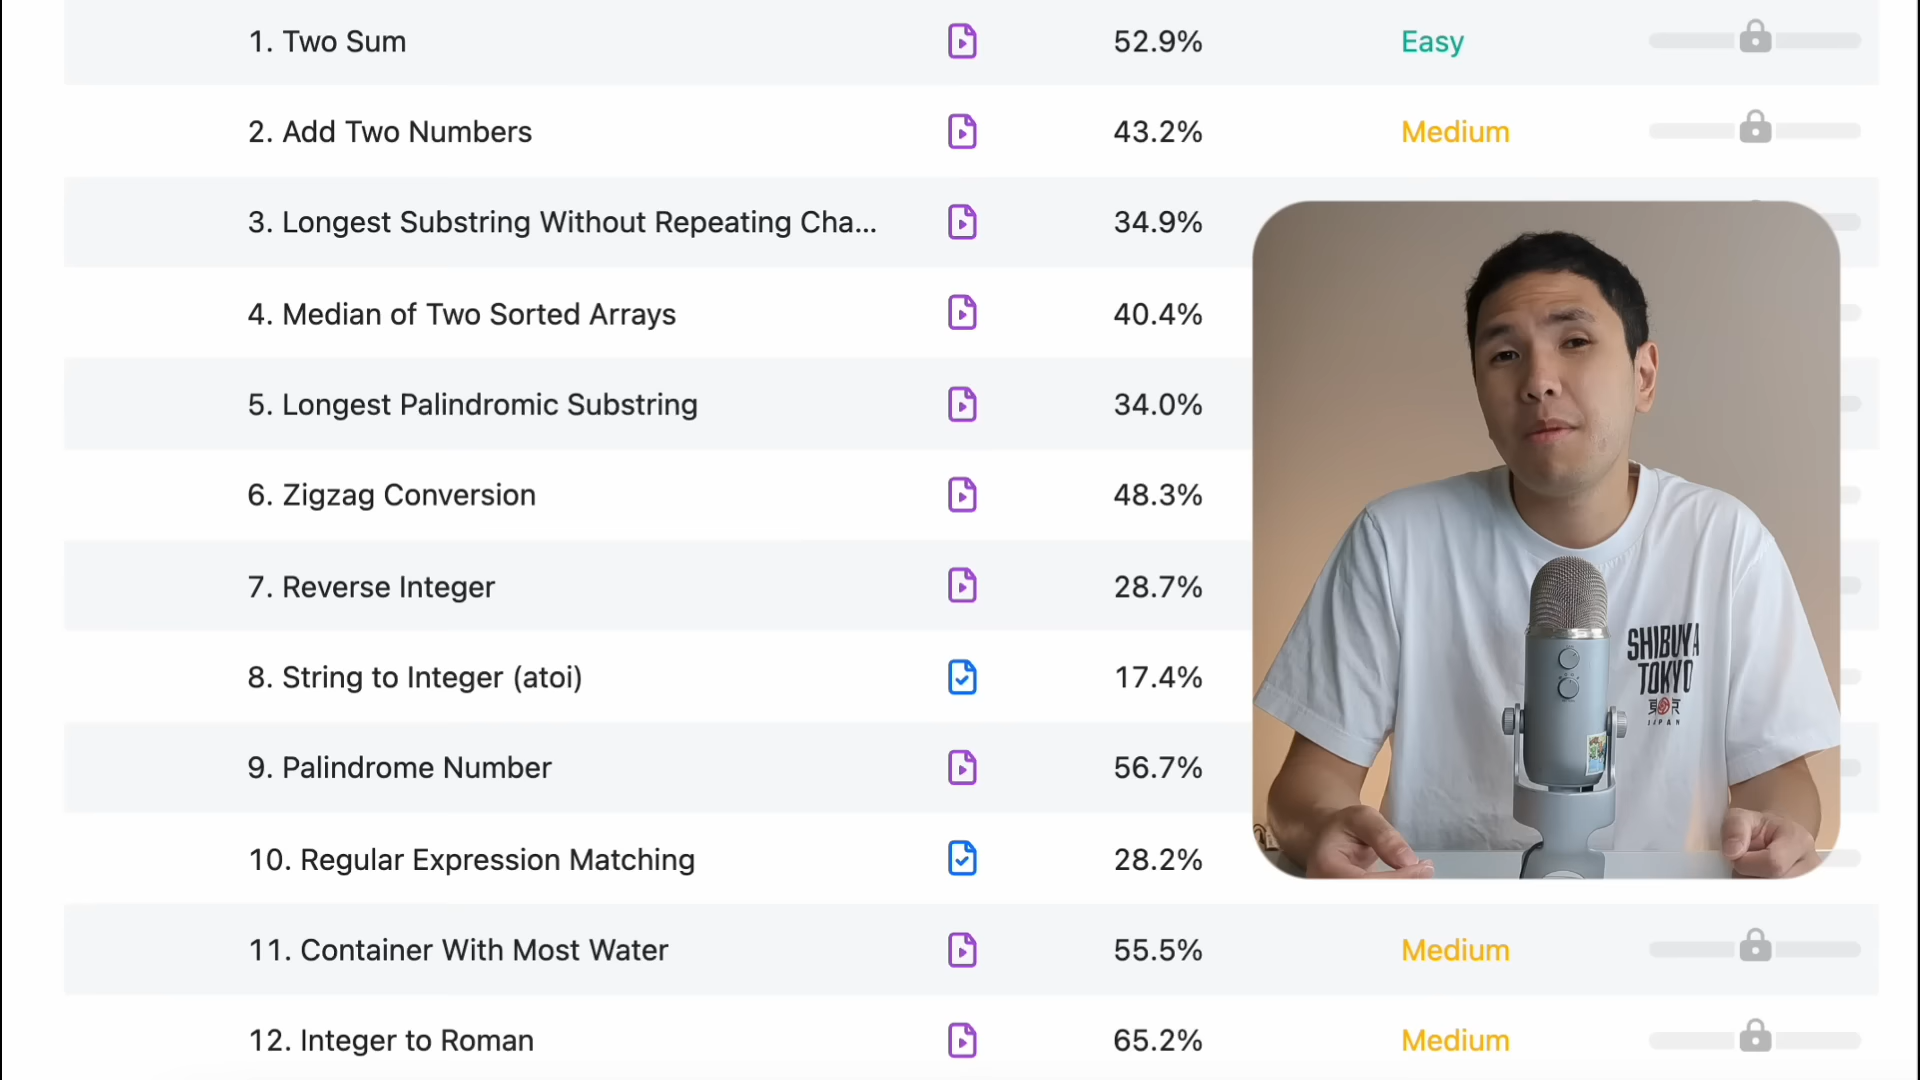 1. Two Sum 52.9% Easy
2. Add Two Numbers 43.2% Medium
3. Longest Substring Without Repeating Cha... 34.9%
4. Median of Two Sorted Arrays 40.4%
5. Longest Palindromic Substring 34.0%
6. Zigzag Conversion 48.3%
7. Reverse Integer 28.7%
8. String to Integer (atoi) 17.4%
9. Palindrome Number 56.7%
10. Regular Expression Matching 28.2%
11. Container With Most Water 55.5% Medium
12. Integer to Roman 65.2% Medium
SHIBUYA
TOKYO
東京
JAPAN